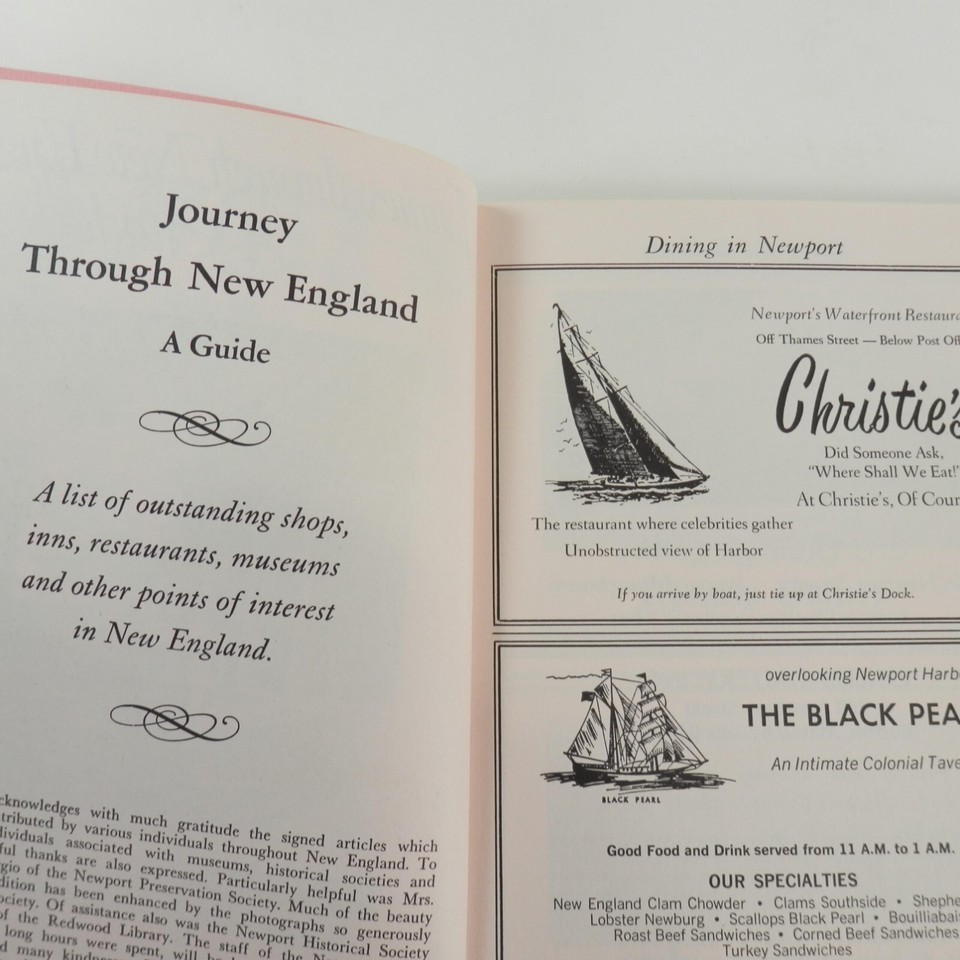 Journey
Through New England
A Guide
A list of outstanding shops,
inns, restaurants, museums
and other points of interest
in New England.
cknowledges with much gratitude the signed articles which
tributed by various individuals throughout New England. To
dividuals associated with museums, historical societies and
ful thanks are also expressed. Particularly helpful was Mrs.
gio of the Newport Preservation Society. Much of the beauty
dition has been enhanced by the photographs so generously
ociety. Of assistance also was the Newport Historical Society
of the Redwood Library. The staff of the
long hours were spent, will
many
Dining in Newport
Newport's Waterfront Restaura
Off Thames Street — Below Post Off
Christie's
Did Someone Ask,
"Where Shall We Eat!"
At Christie's, Of Cour
The restaurant where celebrities gather
Unobstructed view of Harbor
If you arrive by boat, just tie up at Christie's Dock.
overlooking Newport Harb
THE BLACK PEA
An Intimate Colonial Tave
BLACK PEARL
Good Food and Drink served from 11 A.M. to 1 A.M.
OUR SPECIALTIES
New England Clam Chowder • Clams Southside • Shephe
Lobster Newburg • Scallops Black Pearl • Bouillabais
Roast Beef Sandwiches • Corned Beef Sandwiches
Turkey Sandwiches